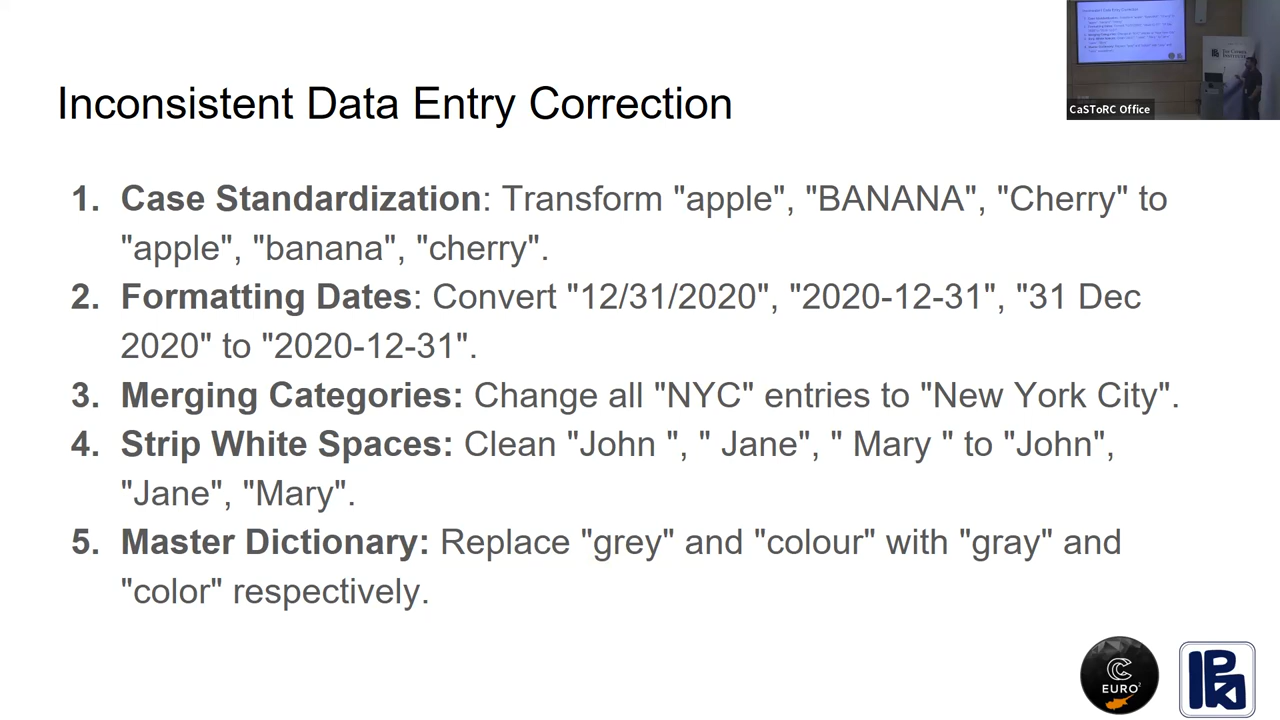 Inconsistent Data Entry Correction
CaSToRC Office
1. Case Standardization: Transform "apple", "BANANA", "Cherry" to
"apple", "banana", "cherry".
2. Formatting Dates: Convert "12/31/2020", "2020-12-31", "31 Dec
2020" to "2020-12-31".
3. Merging Categories: Change all "NYC" entries to "New York City".
4. Strip White Spaces: Clean "John ", " Jane", " Mary " to "John",
"Jane", "Mary".
5. Master Dictionary: Replace "grey" and "colour" with "gray" and
"color" respectively.
C
EURO²